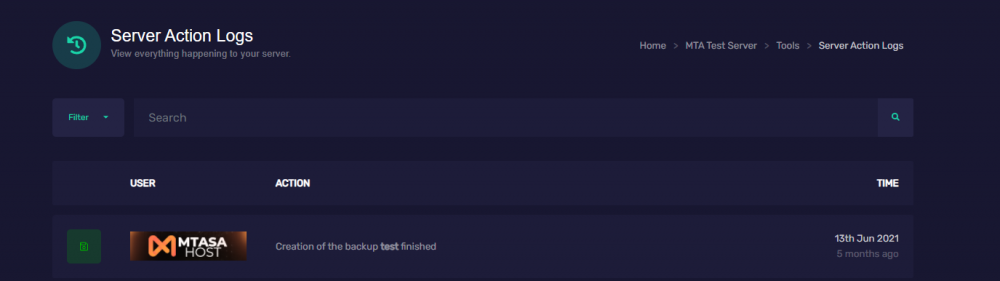 Server Action Logs
View everything happening to your server.
Home > MTA Test Server > Tools > Server Action Logs
Filter
Search
USER ACTION TIME
MTASA
HOST
Creation of the backup test finished
13th Jun 2021
5 months ago